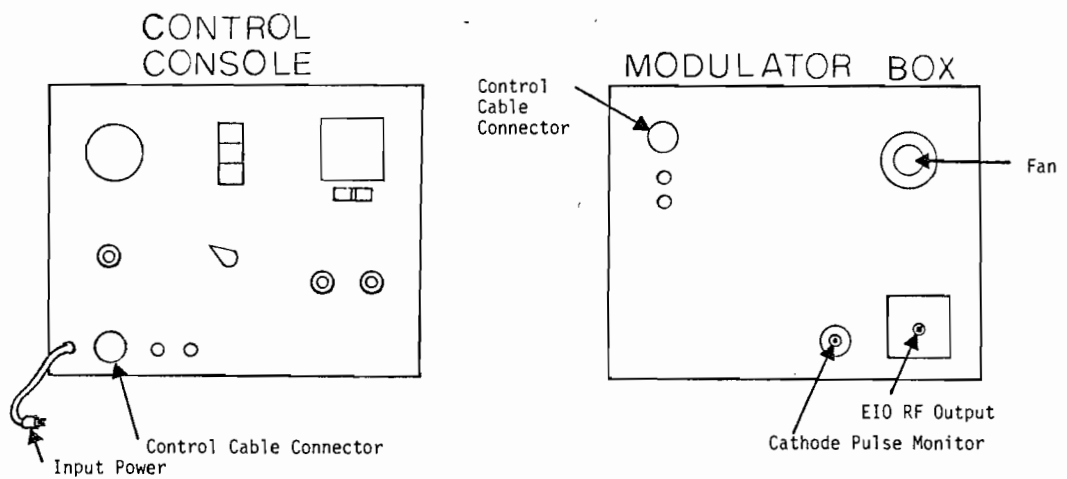 CONTROL
CONSOLE
MODULATOR BOX
Control
Cable
Connector
Fan
EIO RF Output
Cathode Pulse Monitor
Control Cable Connector
Input Power